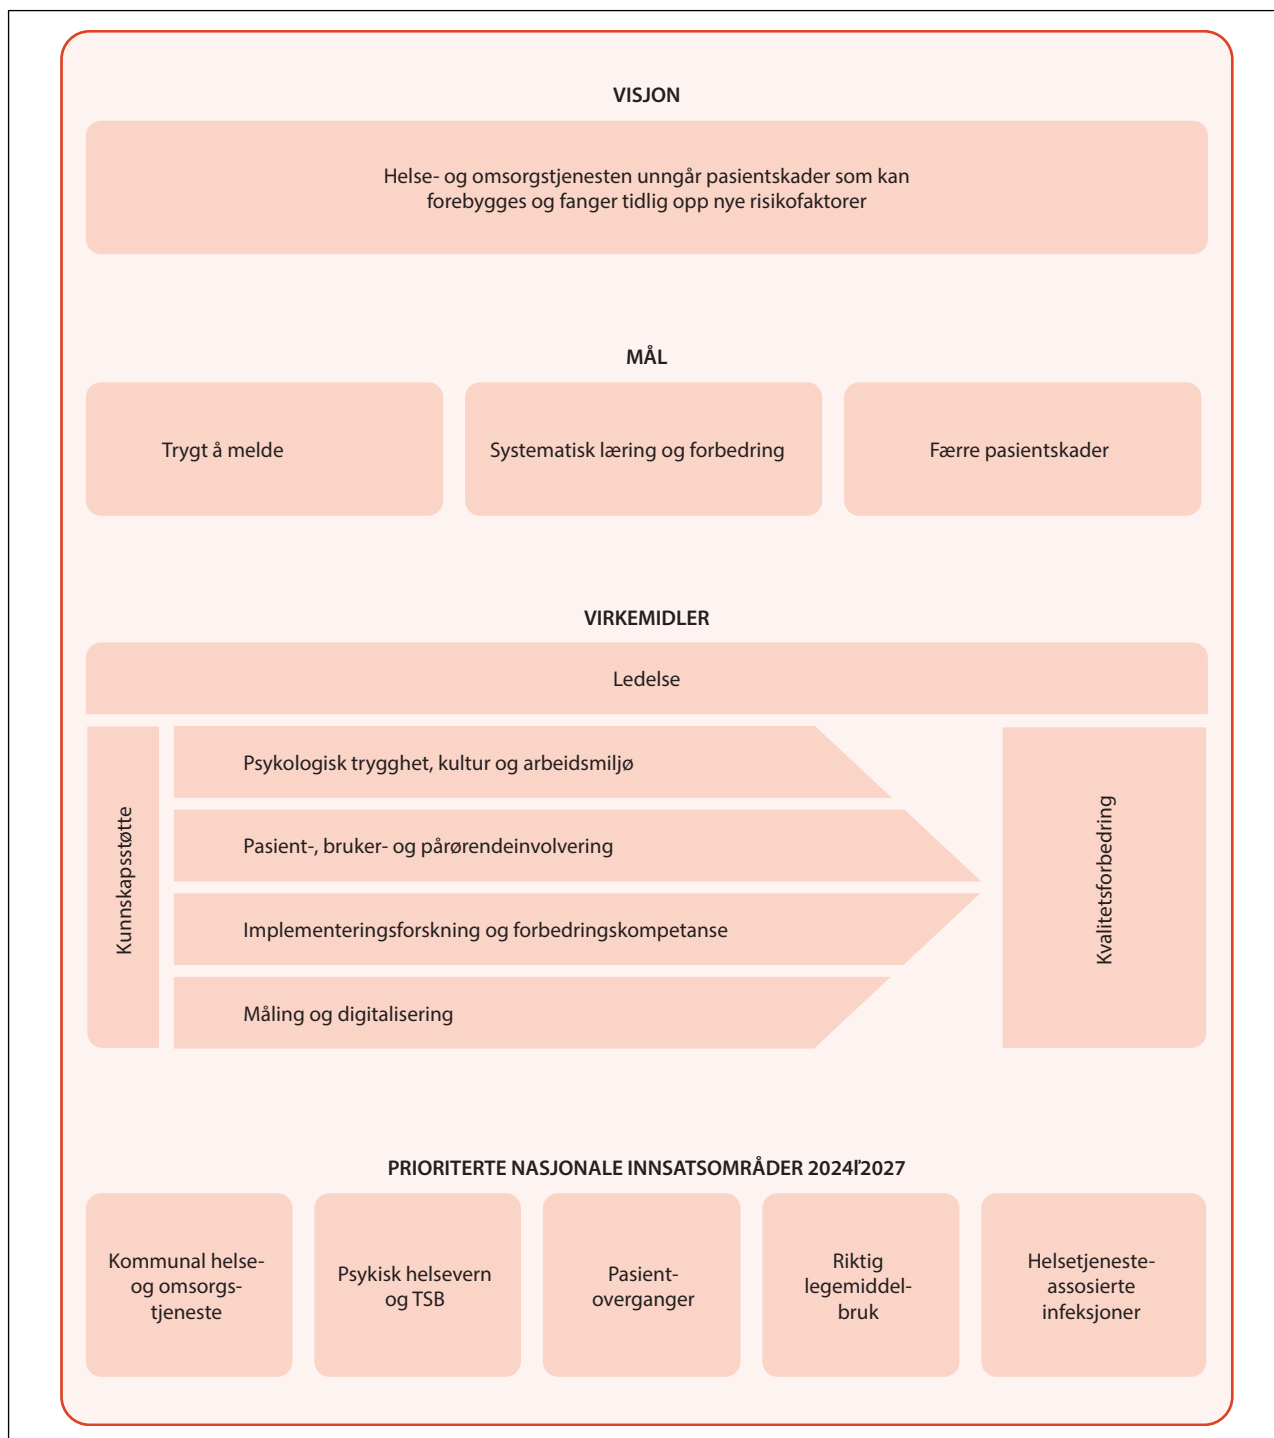 VISJON
Helse- og omsorgstjenesten unngår pasientskader som kan
forebygges og fanger tidlig opp nye risikofaktorer
MÅL
Trygt å melde
Systematisk læring og forbedring
Færre pasientskader
VIRKEMIDLER
Ledelse
Kunnskapsstøtte
Psykologisk trygghet, kultur og arbeidsmiljø
Pasient-, bruker- og pårørendeinvolvering
Implementeringsforskning og forbedringskompetanse
Måling og digitalisering
Kvalitetsforbedring
PRIORITERTE NASJONALE INNSATSOMRÅDER 2024ľ2027
Kommunal helse-
og omsorgs-
tjeneste
Psykisk helsevern
og TSB
Pasient-
overganger
Riktig
legemiddel-
bruk
Helsetjeneste-
assosierte
infeksjoner